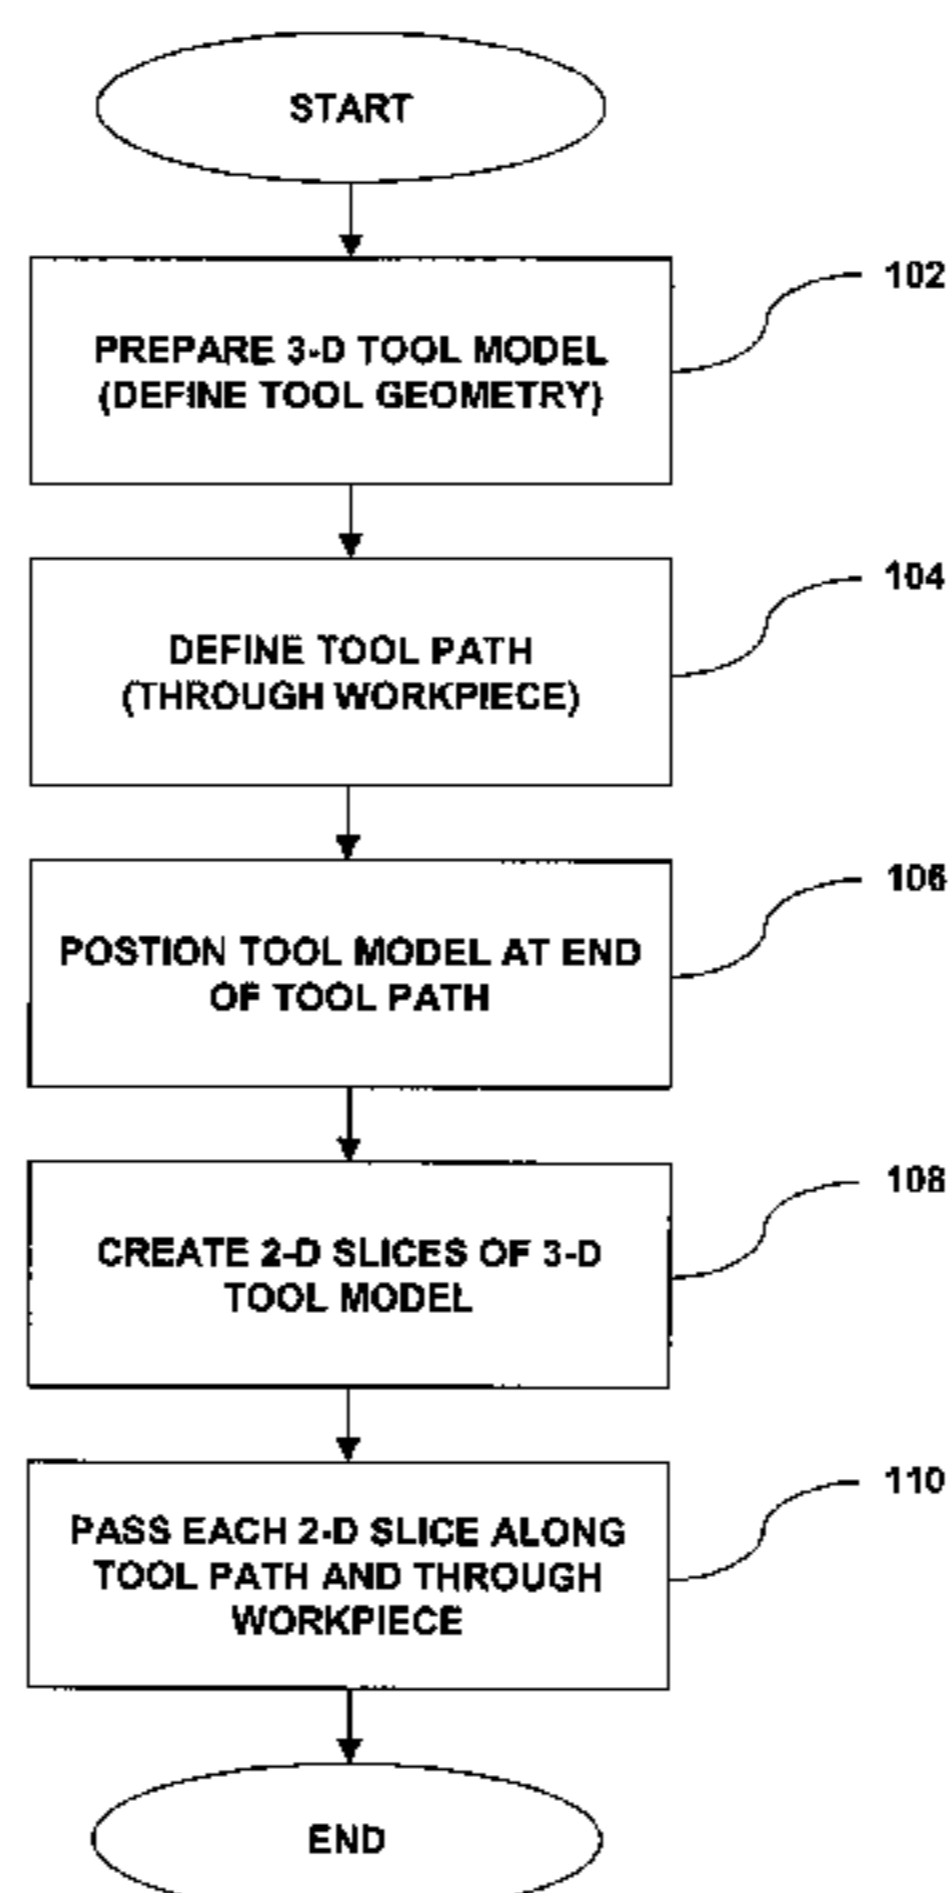 START
102
PREPARE 3-D TOOL MODEL
(DEFINE TOOL GEOMETRY)
104
DEFINE TOOL PATH
(THROUGH WORKPIECE)
106
POSTION TOOL MODEL AT END
OF TOOL PATH
108
CREATE 2-D SLICES OF 3-D
TOOL MODEL
110
PASS EACH 2-D SLICE ALONG
TOOL PATH AND THROUGH
WORKPIECE
END